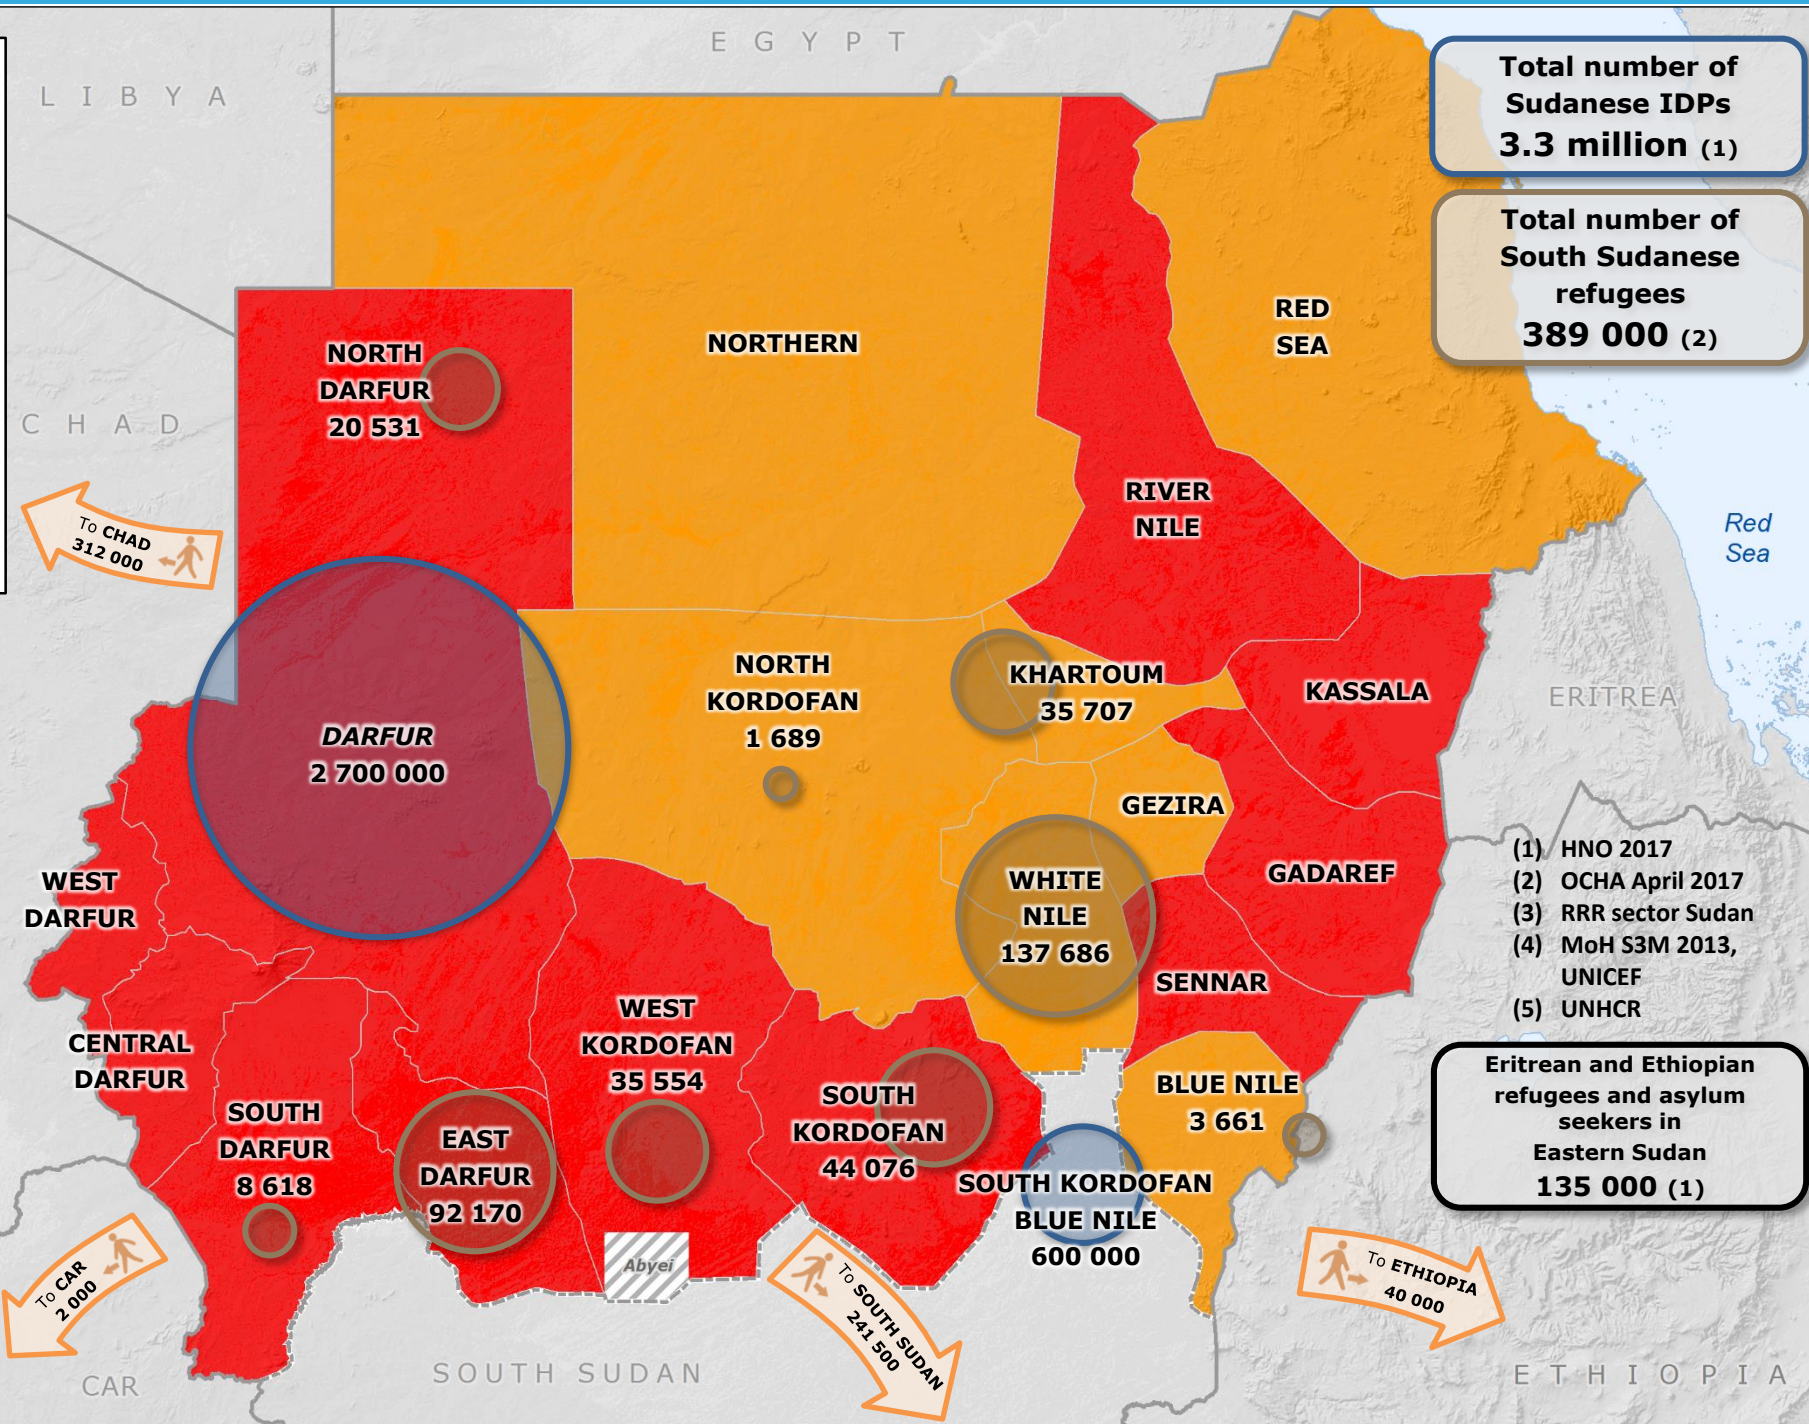 E G Y P T
L I B Y A
Total number of
Sudanese IDPs
3.3 million (1)
Total number of
South Sudanese
refugees
389 000 (2)
RED
SEA
NORTHERN
NORTH
DARFUR
20 531
C H A D
RIVER
NILE
Red
Sea
To CHAD
312 000
NORTH
KORDOFAN
1 689
KHARTOUM
35 707
KASSALA
ERITREA
DARFUR
2 700 000
GEZIRA
(1) HNO 2017
(2) OCHA April 2017
(3) RRR sector Sudan
(4) MoH S3M 2013,
UNICEF
(5) UNHCR
GADAREF
WEST
DARFUR
WHITE
NILE
137 686
SENNAR
WEST
KORDOFAN
35 554
CENTRAL
DARFUR
SOUTH
DARFUR
8 618
EAST
DARFUR
92 170
SOUTH
KORDOFAN
44 076
BLUE NILE
3 661
Eritrean and Ethiopian
refugees and asylum
seekers in
Eastern Sudan
135 000 (1)
SOUTH KORDOFAN
BLUE NILE
600 000
Abyei
To CAR
2 000
To SOUTH SUDAN
241 500
To ETHIOPIA
40 000
CAR
SOUTH SUDAN
E T H I O P I A